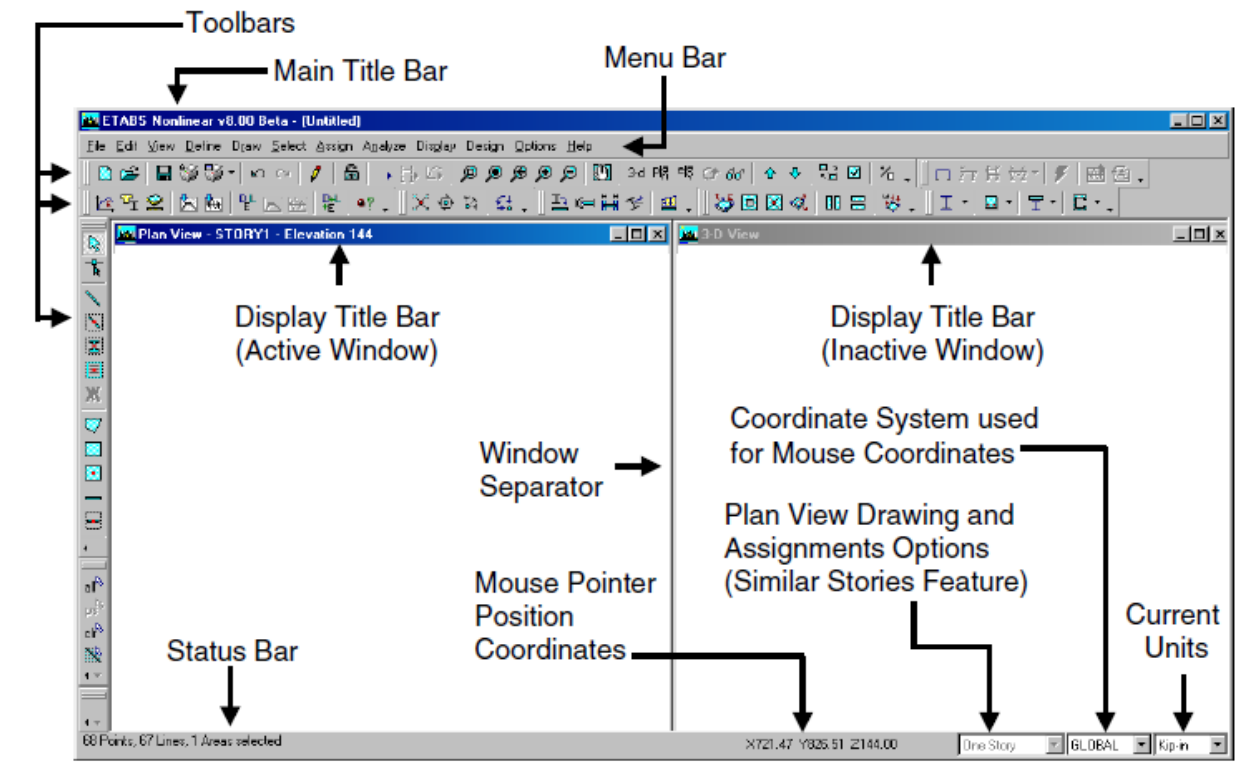 Toolbars
Main Title Bar
Menu Bar
ETABS Nonlinear v8.00 Beta - (Untitled)
File Edit View Define Draw Select Assign Analyze Display Design Options Help
3-d
Plan View - STORY1 - Elevation 144
3-D View
Display Title Bar
(Active Window)
Display Title Bar
(Inactive Window)
Coordinate System used
for Mouse Coordinates
Window
Separator
Plan View Drawing and
Assignments Options
(Similar Stories Feature)
Mouse Pointer
Position
Coordinates
Current
Units
Status Bar
all
clr
68 Points, 67 Lines, 1 Areas selected
X721.47 Y826.51 Z144.00
One Story
GLOBAL
Kip-in